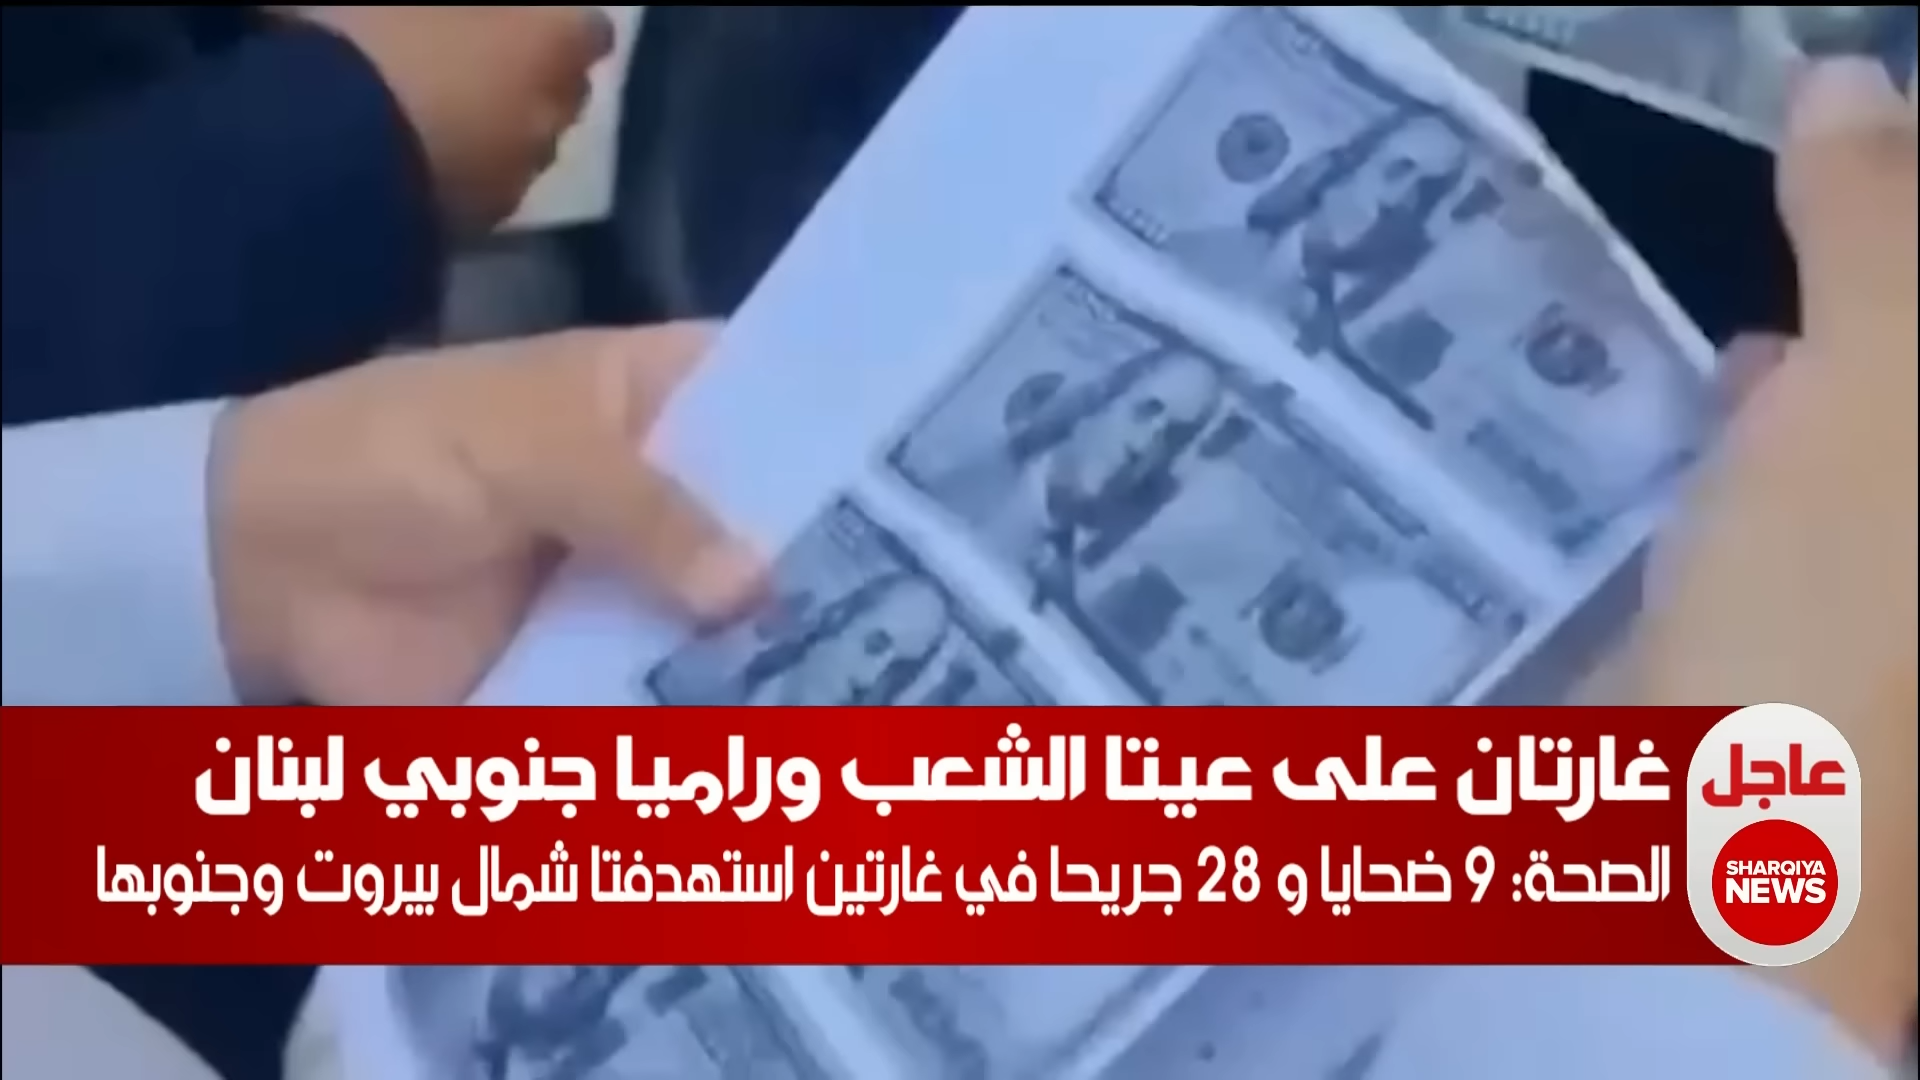 غارتان على عيتا الشعب وراميا جنوبي لبنان
الصحة: 9 ضحايا و 28 جريحا في غارتين استهدفتا شمال بيروت وجنوبها
عاجل
SHARQIYA
NEWS